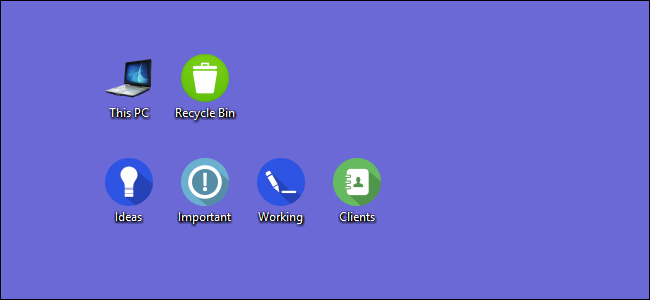 This PC
Recycle Bin
Ideas
Important
Working
Clients